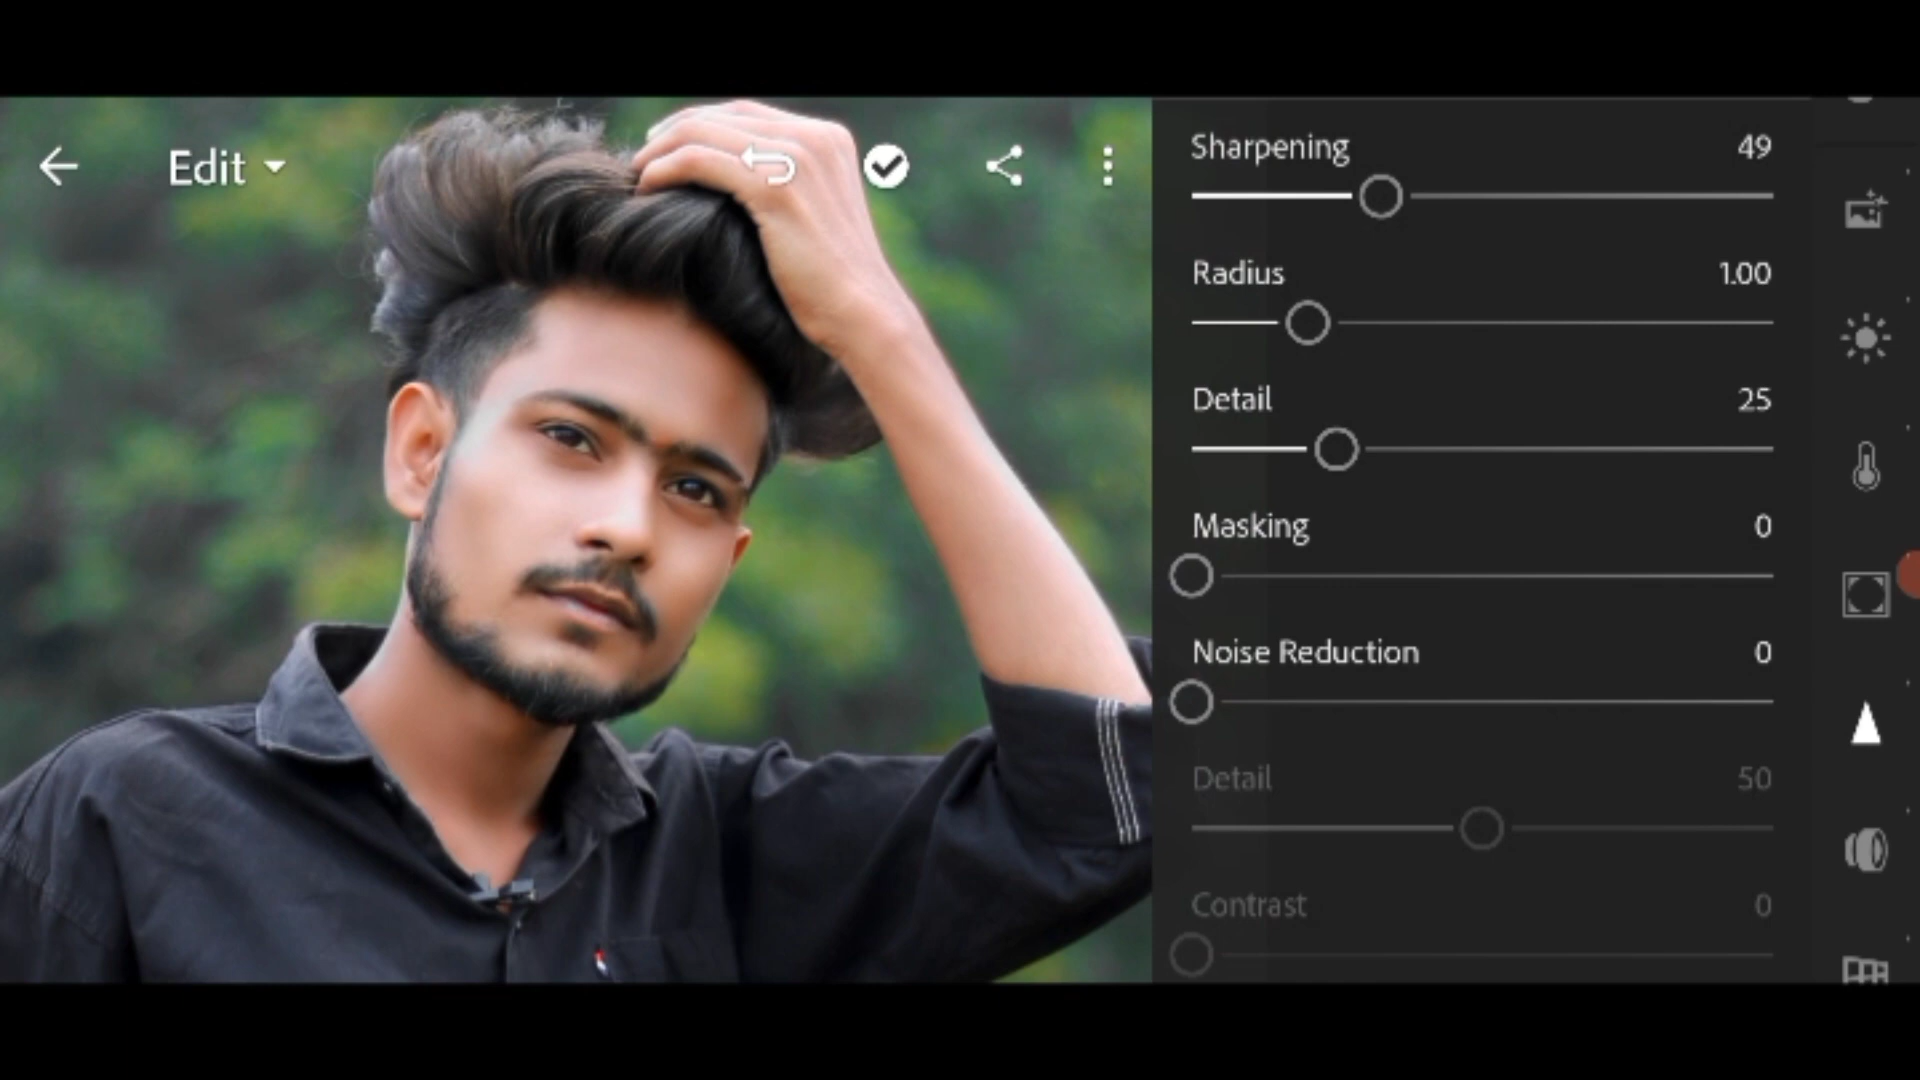 Edit
Sharpening 49
Radius 1.00
Detail 25
Masking 0
Noise Reduction 0
Detail 50
Contrast 0